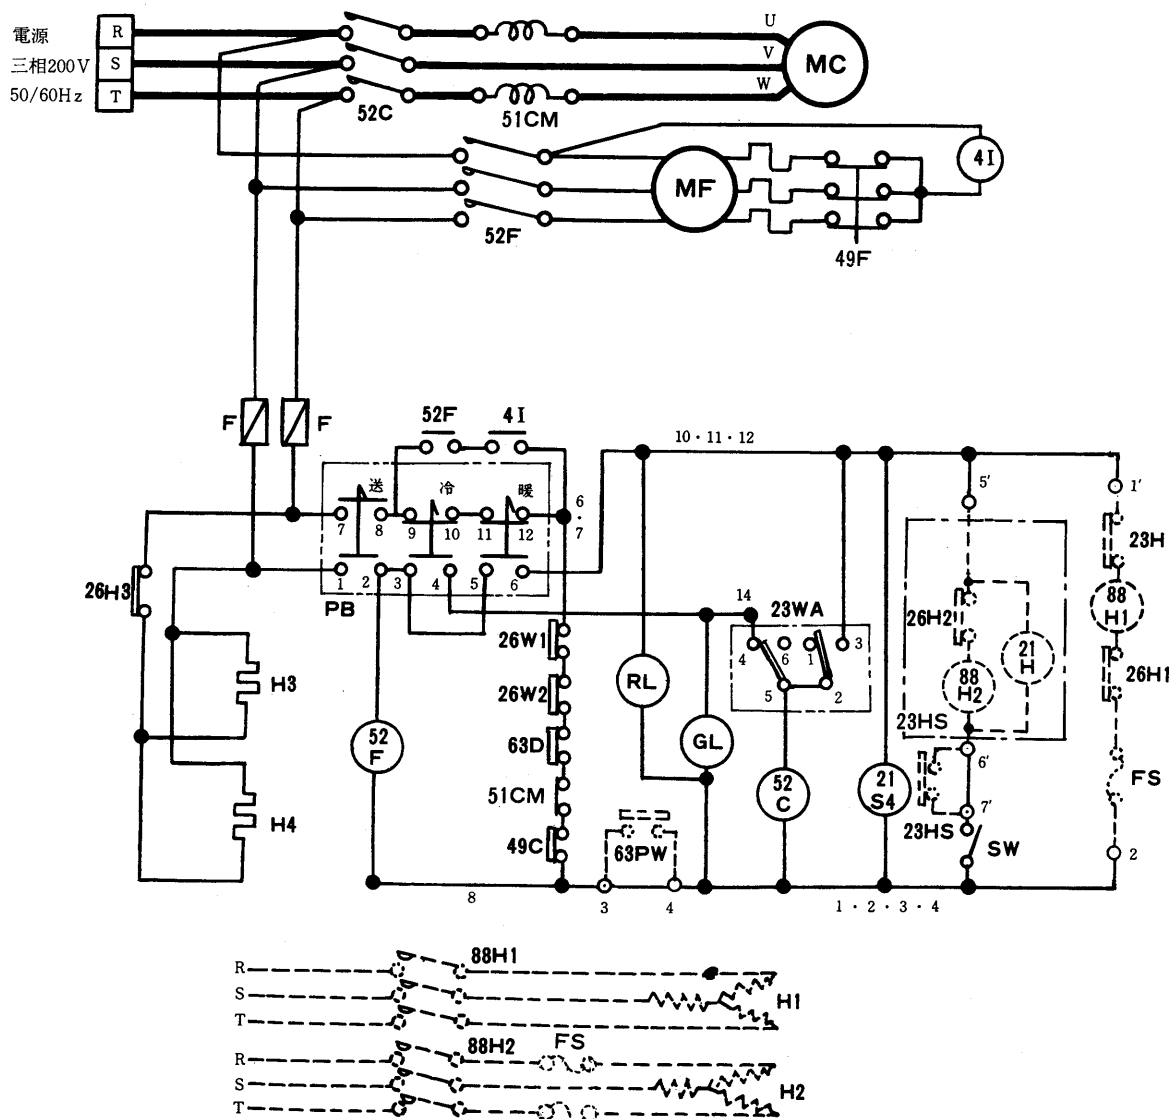 電源
三相200V
50/60Hz
R
S
T
U
V
W
MC
52C
51CM
41
MF
52F
49F
F
F
52F
41
10・11・12
送
冷
暖
7
8
9
10
11
12
6・7
1
2
3
4
5
6
PB
26H3
H3
H4
52
F
26W1
26W2
63D
51CM
49C
63PW
3
4
8
RL
GL
14
23WA
4
6
1
3
5
2
52
C
21
S4
5'
26H2
88
H2
21
H
23HS
6'
7'
23HS
SW
1'
23H
88
H1
26H1
FS
2
1・2・3・4
R
S
T
88H1
H1
R
S
T
88H2
FS
H2